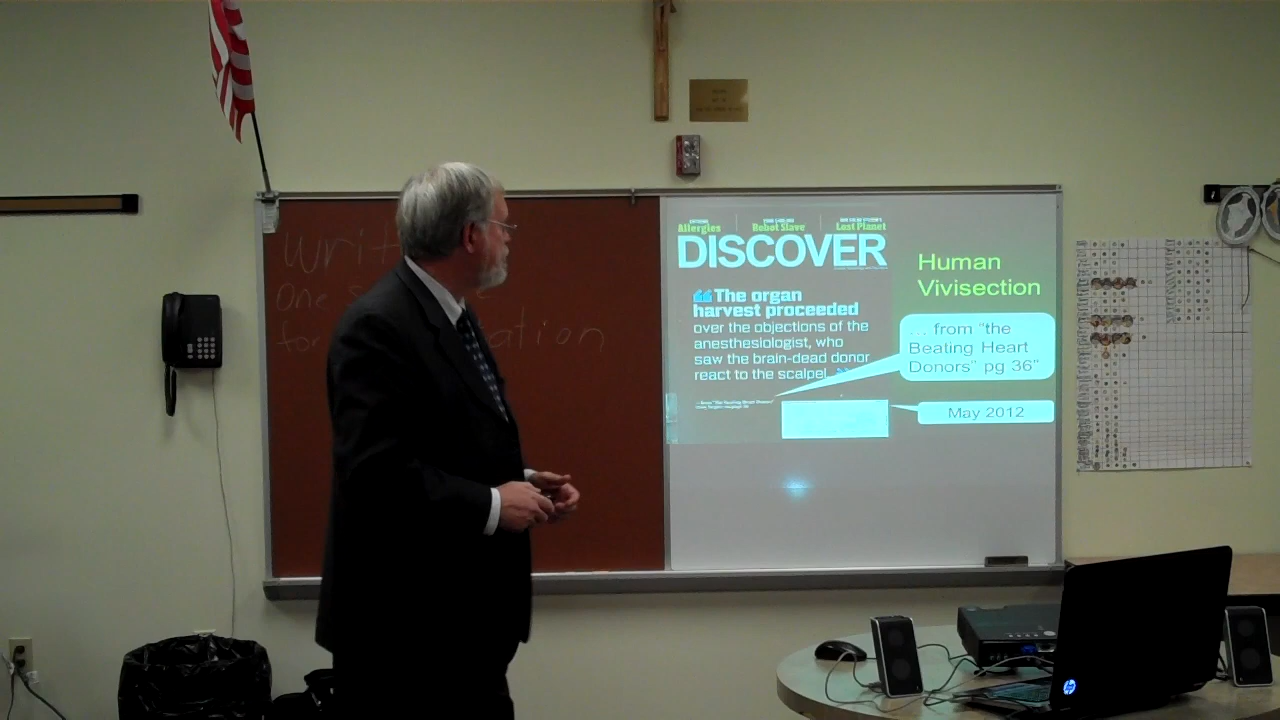 Allergies
Robot Slave
Lost Planet
DISCOVER
"The organ
harvest proceeded
over the objections of the
anesthesiologist, who
saw the brain-dead donor
react to the scalpel."
Human
Vivisection
... from "the
Beating Heart
Donors" pg 36"
May 2012
Writ
One
for ation
hp